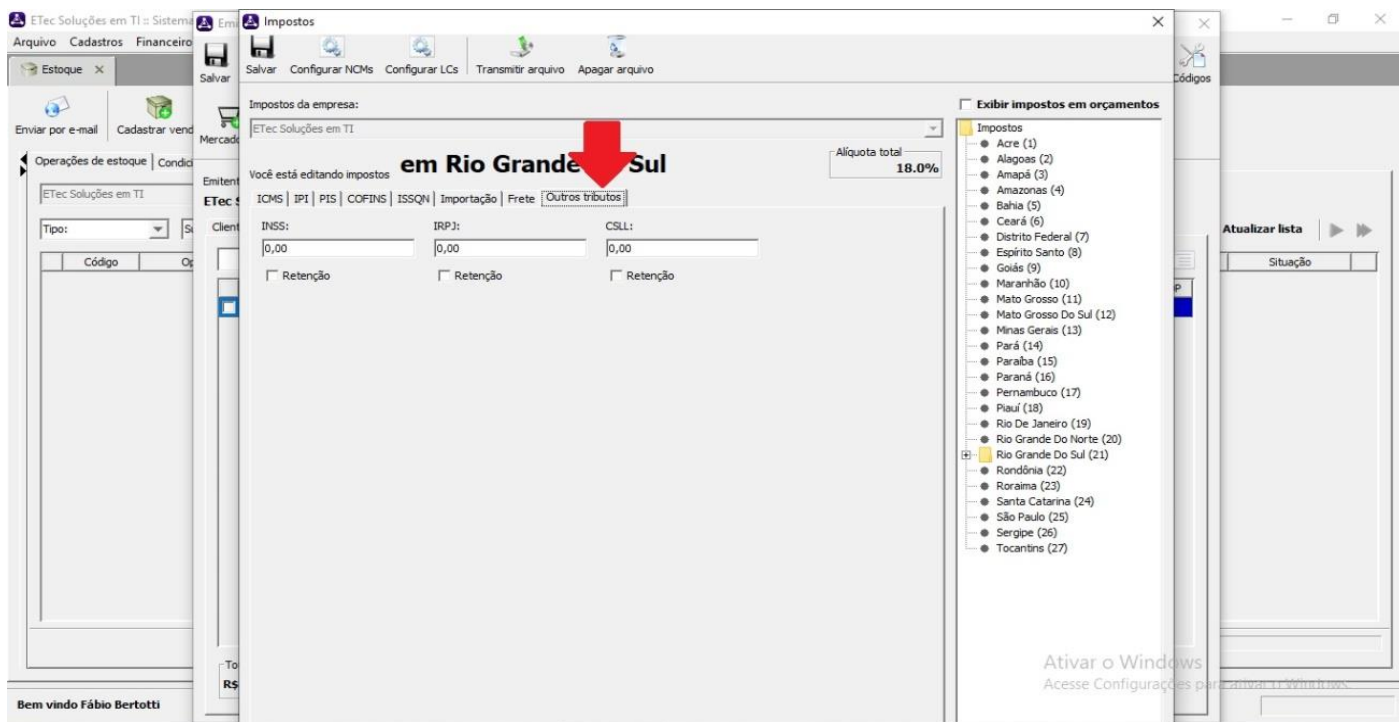 ETec Soluções em TI :: Sistema
Emi
Impostos
Arquivo Cadastros Financeiro
Salvar
Salvar Configurar NCMs Configurar LCs Transmitir arquivo Apagar arquivo
Códigos
Estoque
Enviar por e-mail Cadastrar vend
Mercado
Impostos da empresa:
ETec Soluções em TI
Exibir impostos em orçamentos
Operações de estoque Condic
ETec Soluções em TI
Emitent
ETec S
Você está editando impostos em Rio Grande Sul
Alíquota total
18.0%
ICMS IPI PIS COFINS ISSQN Importação Frete Outros tributos
Tipo:
Client
INSS: IRPJ: CSLL:
0,00 0,00 0,00
Retenção Retenção Retenção
Código Op
Impostos
Acre (1)
Alagoas (2)
Amapá (3)
Amazonas (4)
Bahia (5)
Ceará (6)
Distrito Federal (7)
Espírito Santo (8)
Goiás (9)
Maranhão (10)
Mato Grosso (11)
Mato Grosso Do Sul (12)
Minas Gerais (13)
Pará (14)
Paraíba (15)
Paraná (16)
Pernambuco (17)
Piauí (18)
Rio De Janeiro (19)
Rio Grande Do Norte (20)
Rio Grande Do Sul (21)
Rondônia (22)
Roraima (23)
Santa Catarina (24)
São Paulo (25)
Sergipe (26)
Tocantins (27)
Atualizar lista
Situação
To
R$
Ativar o Windows
Acesse Configurações para ativar o Windows.
Bem vindo Fábio Bertotti